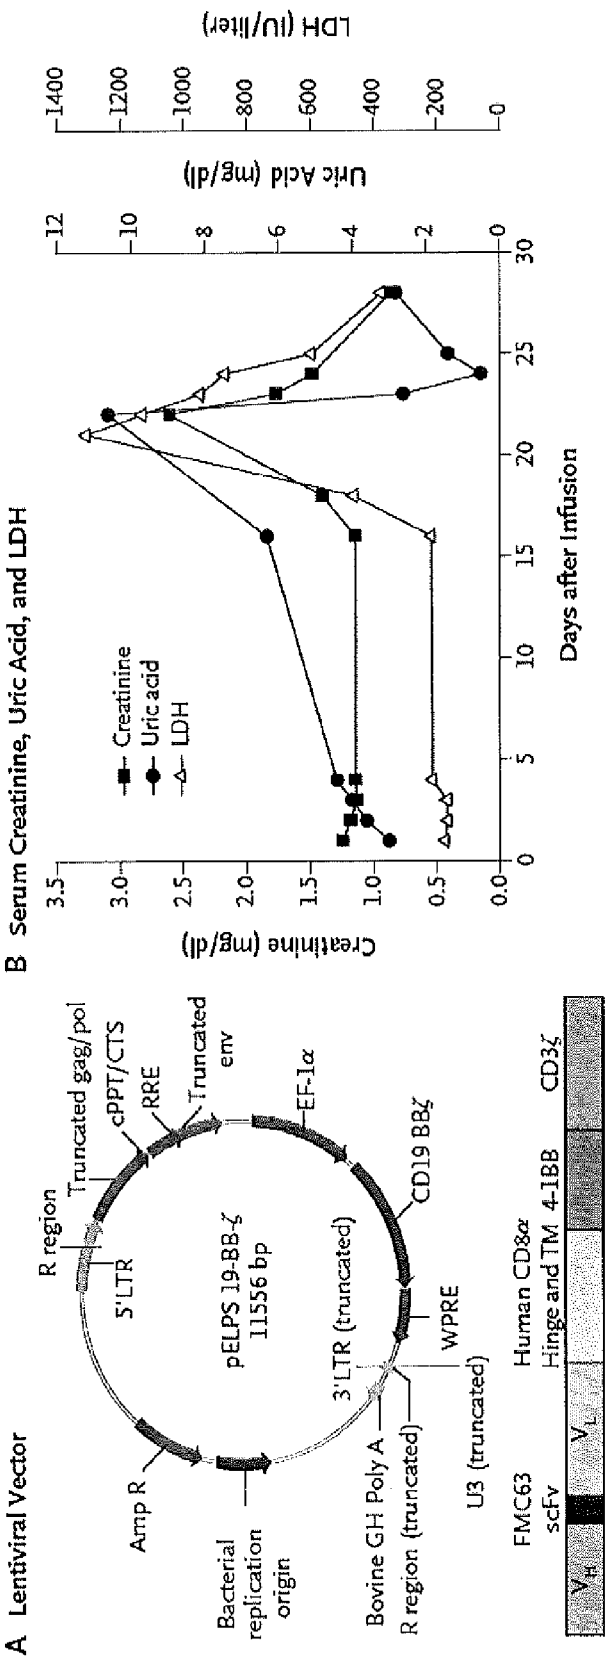 A Lentiviral Vector
R region
Truncated gag/pol
cPPT/CTS
RRE
Truncated
env
5'LTR
EF-1α
pELPS 19-BB-ζ
11556 bp
CD19 BBζ
3'LTR (truncated)
WPRE
U3 (truncated)
R region (truncated)
Bovine GH Poly A
Bacterial
replication
origin
Amp R
FMC63
scFv
Human CD8α
Hinge and TM
4-1BB
CD3ζ
VH
VL
B Serum Creatinine, Uric Acid, and LDH
Creatinine
Uric acid
LDH
Creatinine (mg/dl)
3.5
3.0
2.5
2.0
1.5
1.0
0.5
0.0
0
5
10
15
20
25
30
Days after Infusion
12
10
8
6
4
2
0
Uric Acid (mg/dl)
1400
1200
1000
800
600
400
200
0
LDH (IU/liter)